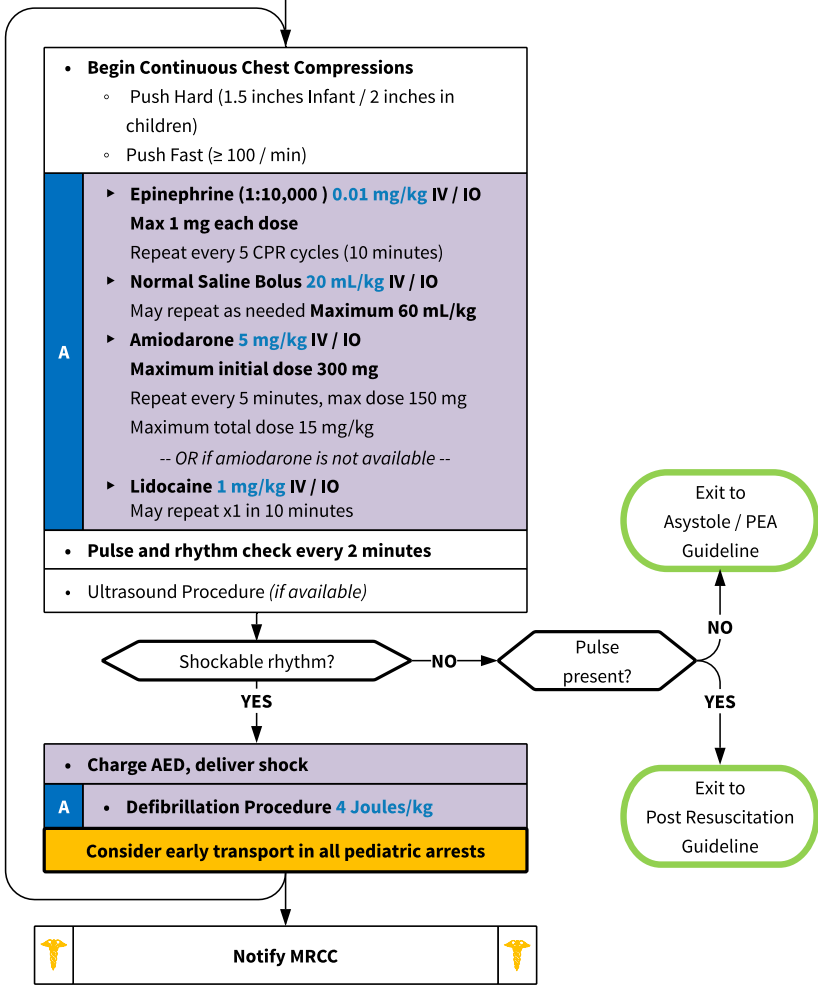 • Begin Continuous Chest Compressions
◦ Push Hard (1.5 inches Infant / 2 inches in
children)
◦ Push Fast (≥ 100 / min)
A
▸ Epinephrine (1:10,000 ) 0.01 mg/kg IV / IO
Max 1 mg each dose
Repeat every 5 CPR cycles (10 minutes)
▸ Normal Saline Bolus 20 mL/kg IV / IO
May repeat as needed Maximum 60 mL/kg
▸ Amiodarone 5 mg/kg IV / IO
Maximum initial dose 300 mg
Repeat every 5 minutes, max dose 150 mg
Maximum total dose 15 mg/kg
-- OR if amiodarone is not available --
▸ Lidocaine 1 mg/kg IV / IO
May repeat x1 in 10 minutes
• Pulse and rhythm check every 2 minutes
• Ultrasound Procedure (if available)
Shockable rhythm?
NO
Pulse
present?
NO
Exit to
Asystole / PEA
Guideline
YES
Exit to
Post Resuscitation
Guideline
YES
• Charge AED, deliver shock
A
• Defibrillation Procedure 4 Joules/kg
Consider early transport in all pediatric arrests
Notify MRCC